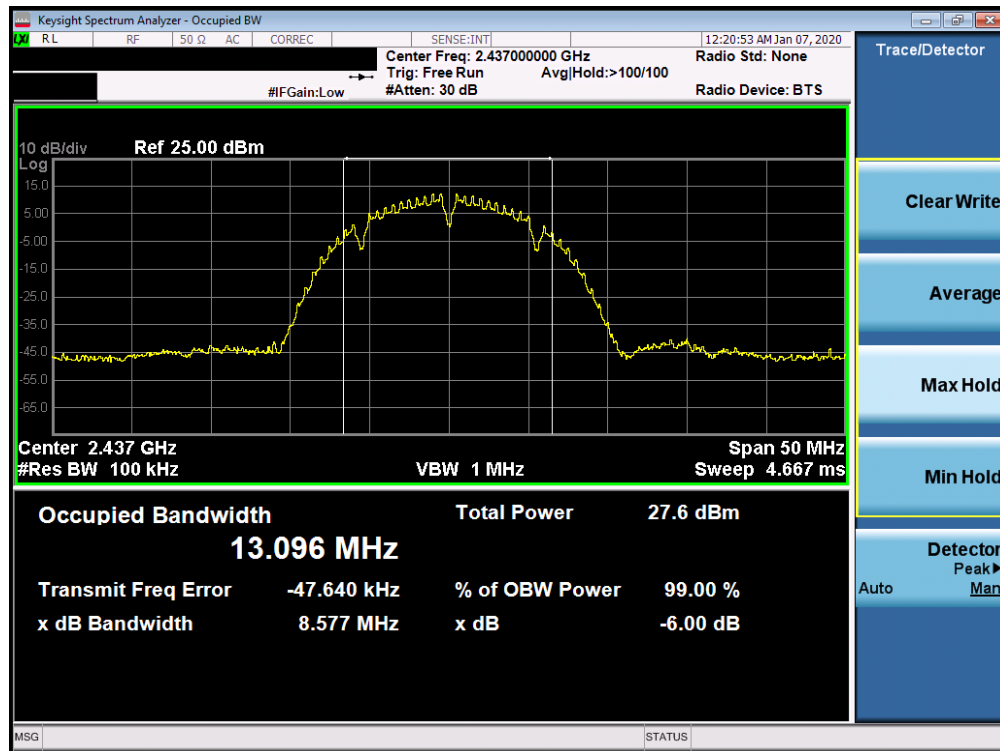 Keysight Spectrum Analyzer - Occupied BW
LXI RL RF 50 Ω AC CORREC SENSE:INT 12:20:53 AM Jan 07, 2020
Center Freq: 2.437000000 GHz Radio Std: None
Trig: Free Run Avg|Hold:>100/100
#IFGain:Low #Atten: 30 dB Radio Device: BTS
10 dB/div Ref 25.00 dBm
Log
15.0
5.00
-5.00
-15.0
-25.0
-35.0
-45.0
-55.0
-65.0
Center 2.437 GHz Span 50 MHz
#Res BW 100 kHz VBW 1 MHz Sweep 4.667 ms
Occupied Bandwidth Total Power 27.6 dBm
13.096 MHz
Transmit Freq Error -47.640 kHz % of OBW Power 99.00 %
x dB Bandwidth 8.577 MHz x dB -6.00 dB
Trace/Detector
Clear Write
Average
Max Hold
Min Hold
Detector
Peak▶
Auto Man
MSG STATUS